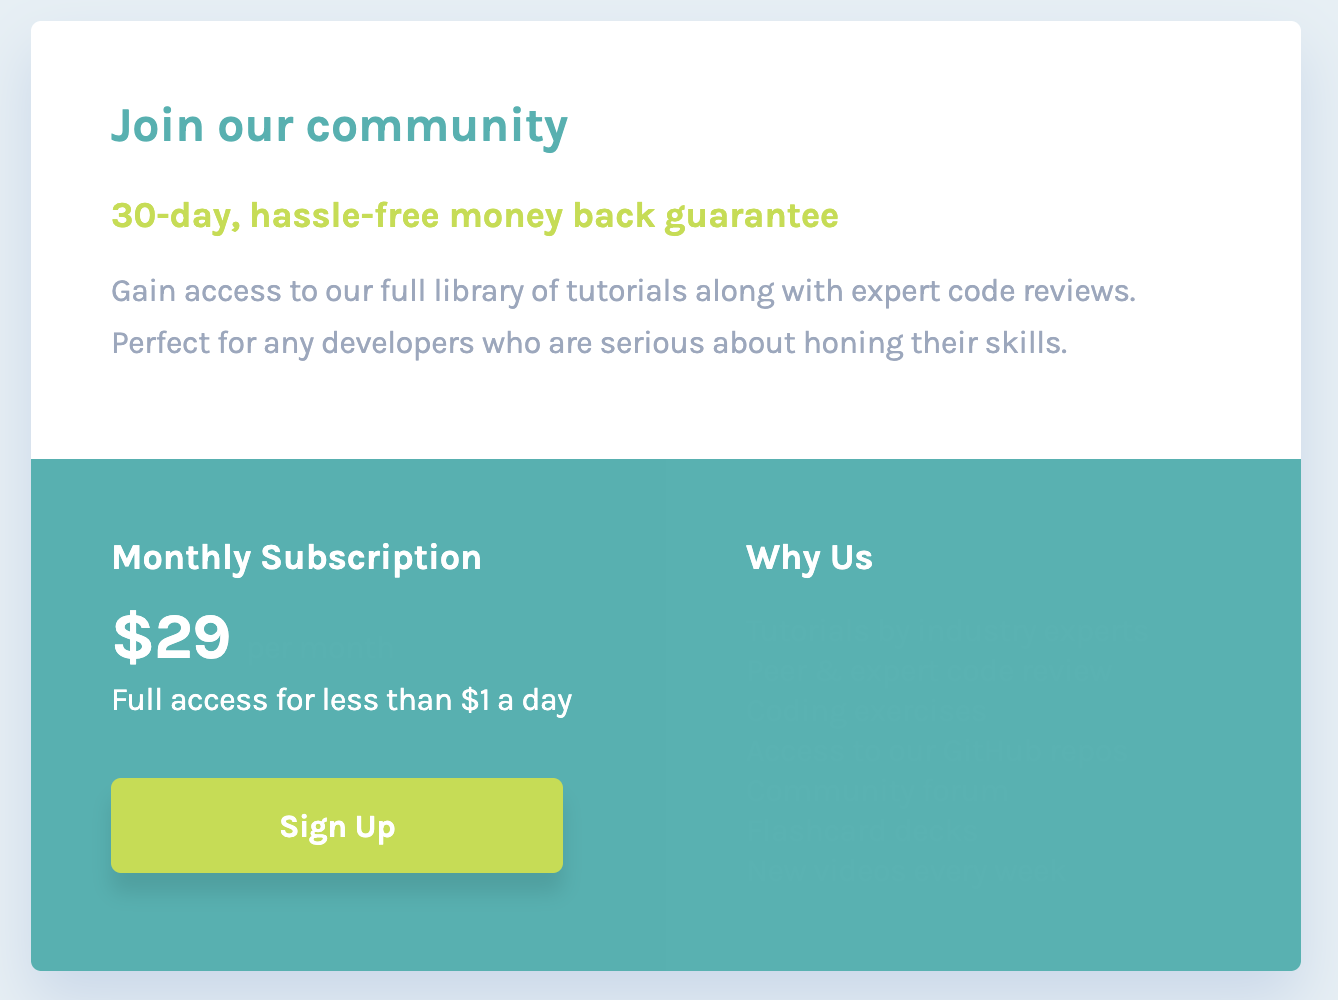 Join our community
30-day, hassle-free money back guarantee
Gain access to our full library of tutorials along with expert code reviews.
Perfect for any developers who are serious about honing their skills.
Monthly Subscription
$29
Full access for less than $1 a day
Sign Up
Why Us